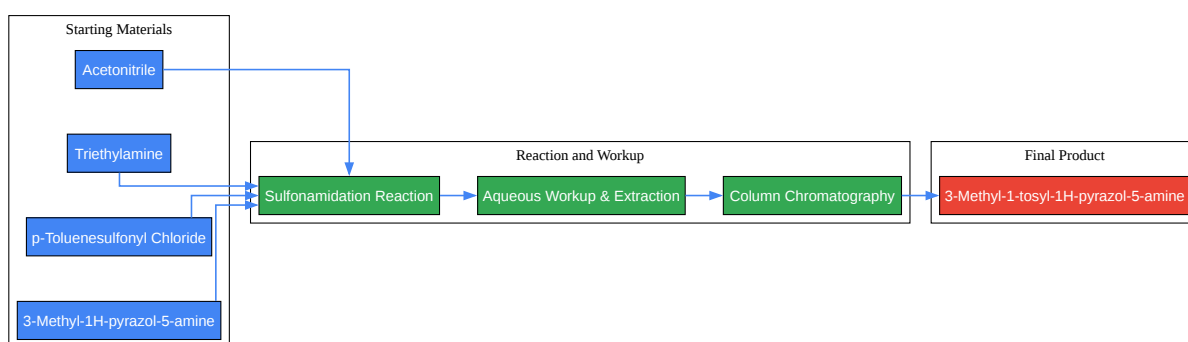 Starting Materials
Acetonitrile
Triethylamine
p-Toluenesulfonyl Chloride
3-Methyl-1H-pyrazol-5-amine
Reaction and Workup
Sulfonamidation Reaction
Aqueous Workup & Extraction
Column Chromatography
Final Product
3-Methyl-1-tosyl-1H-pyrazol-5-amine